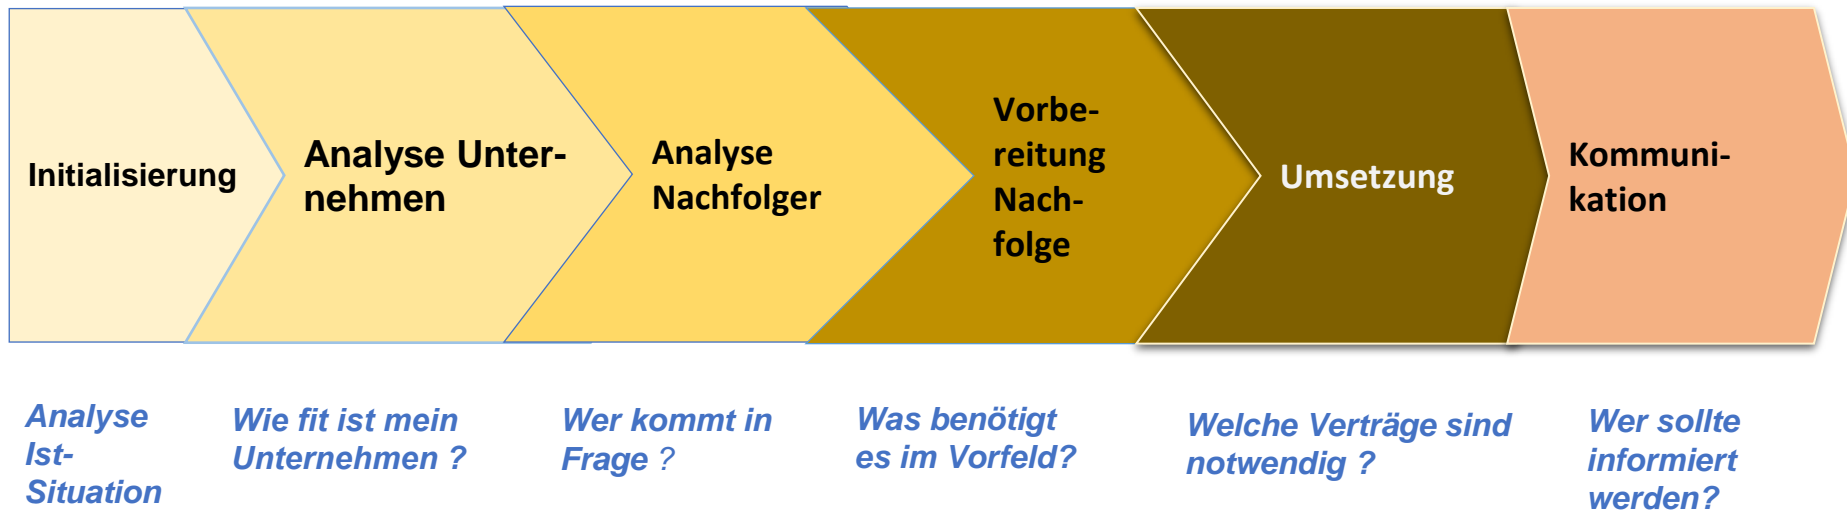 Initialisierung
Analyse Unter-
nehmen
Analyse
Nachfolger
Vorbe-
reitung
Nach-
folge
Umsetzung
Kommuni-
kation
Analyse
Ist-
Situation
Wie fit ist mein
Unternehmen ?
Wer kommt in
Frage ?
Was benötigt
es im Vorfeld?
Welche Verträge sind
notwendig ?
Wer sollte
informiert
werden?